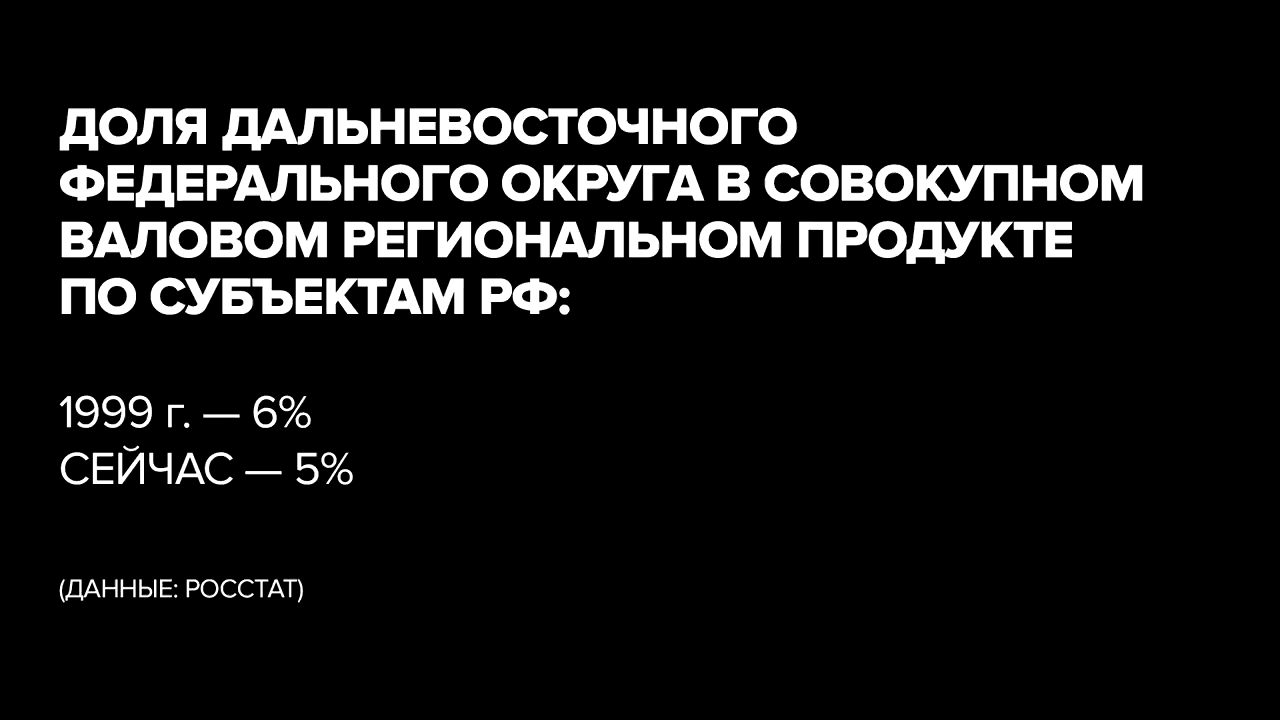 ДОЛЯ ДАЛЬНЕВОСТОЧНОГО
ФЕДЕРАЛЬНОГО ОКРУГА В СОВОКУПНОМ
ВАЛОВОМ РЕГИОНАЛЬНОМ ПРОДУКТЕ
ПО СУБЪЕКТАМ РФ:
1999 г. — 6%
СЕЙЧАС — 5%
(ДАННЫЕ: РОССТАТ)